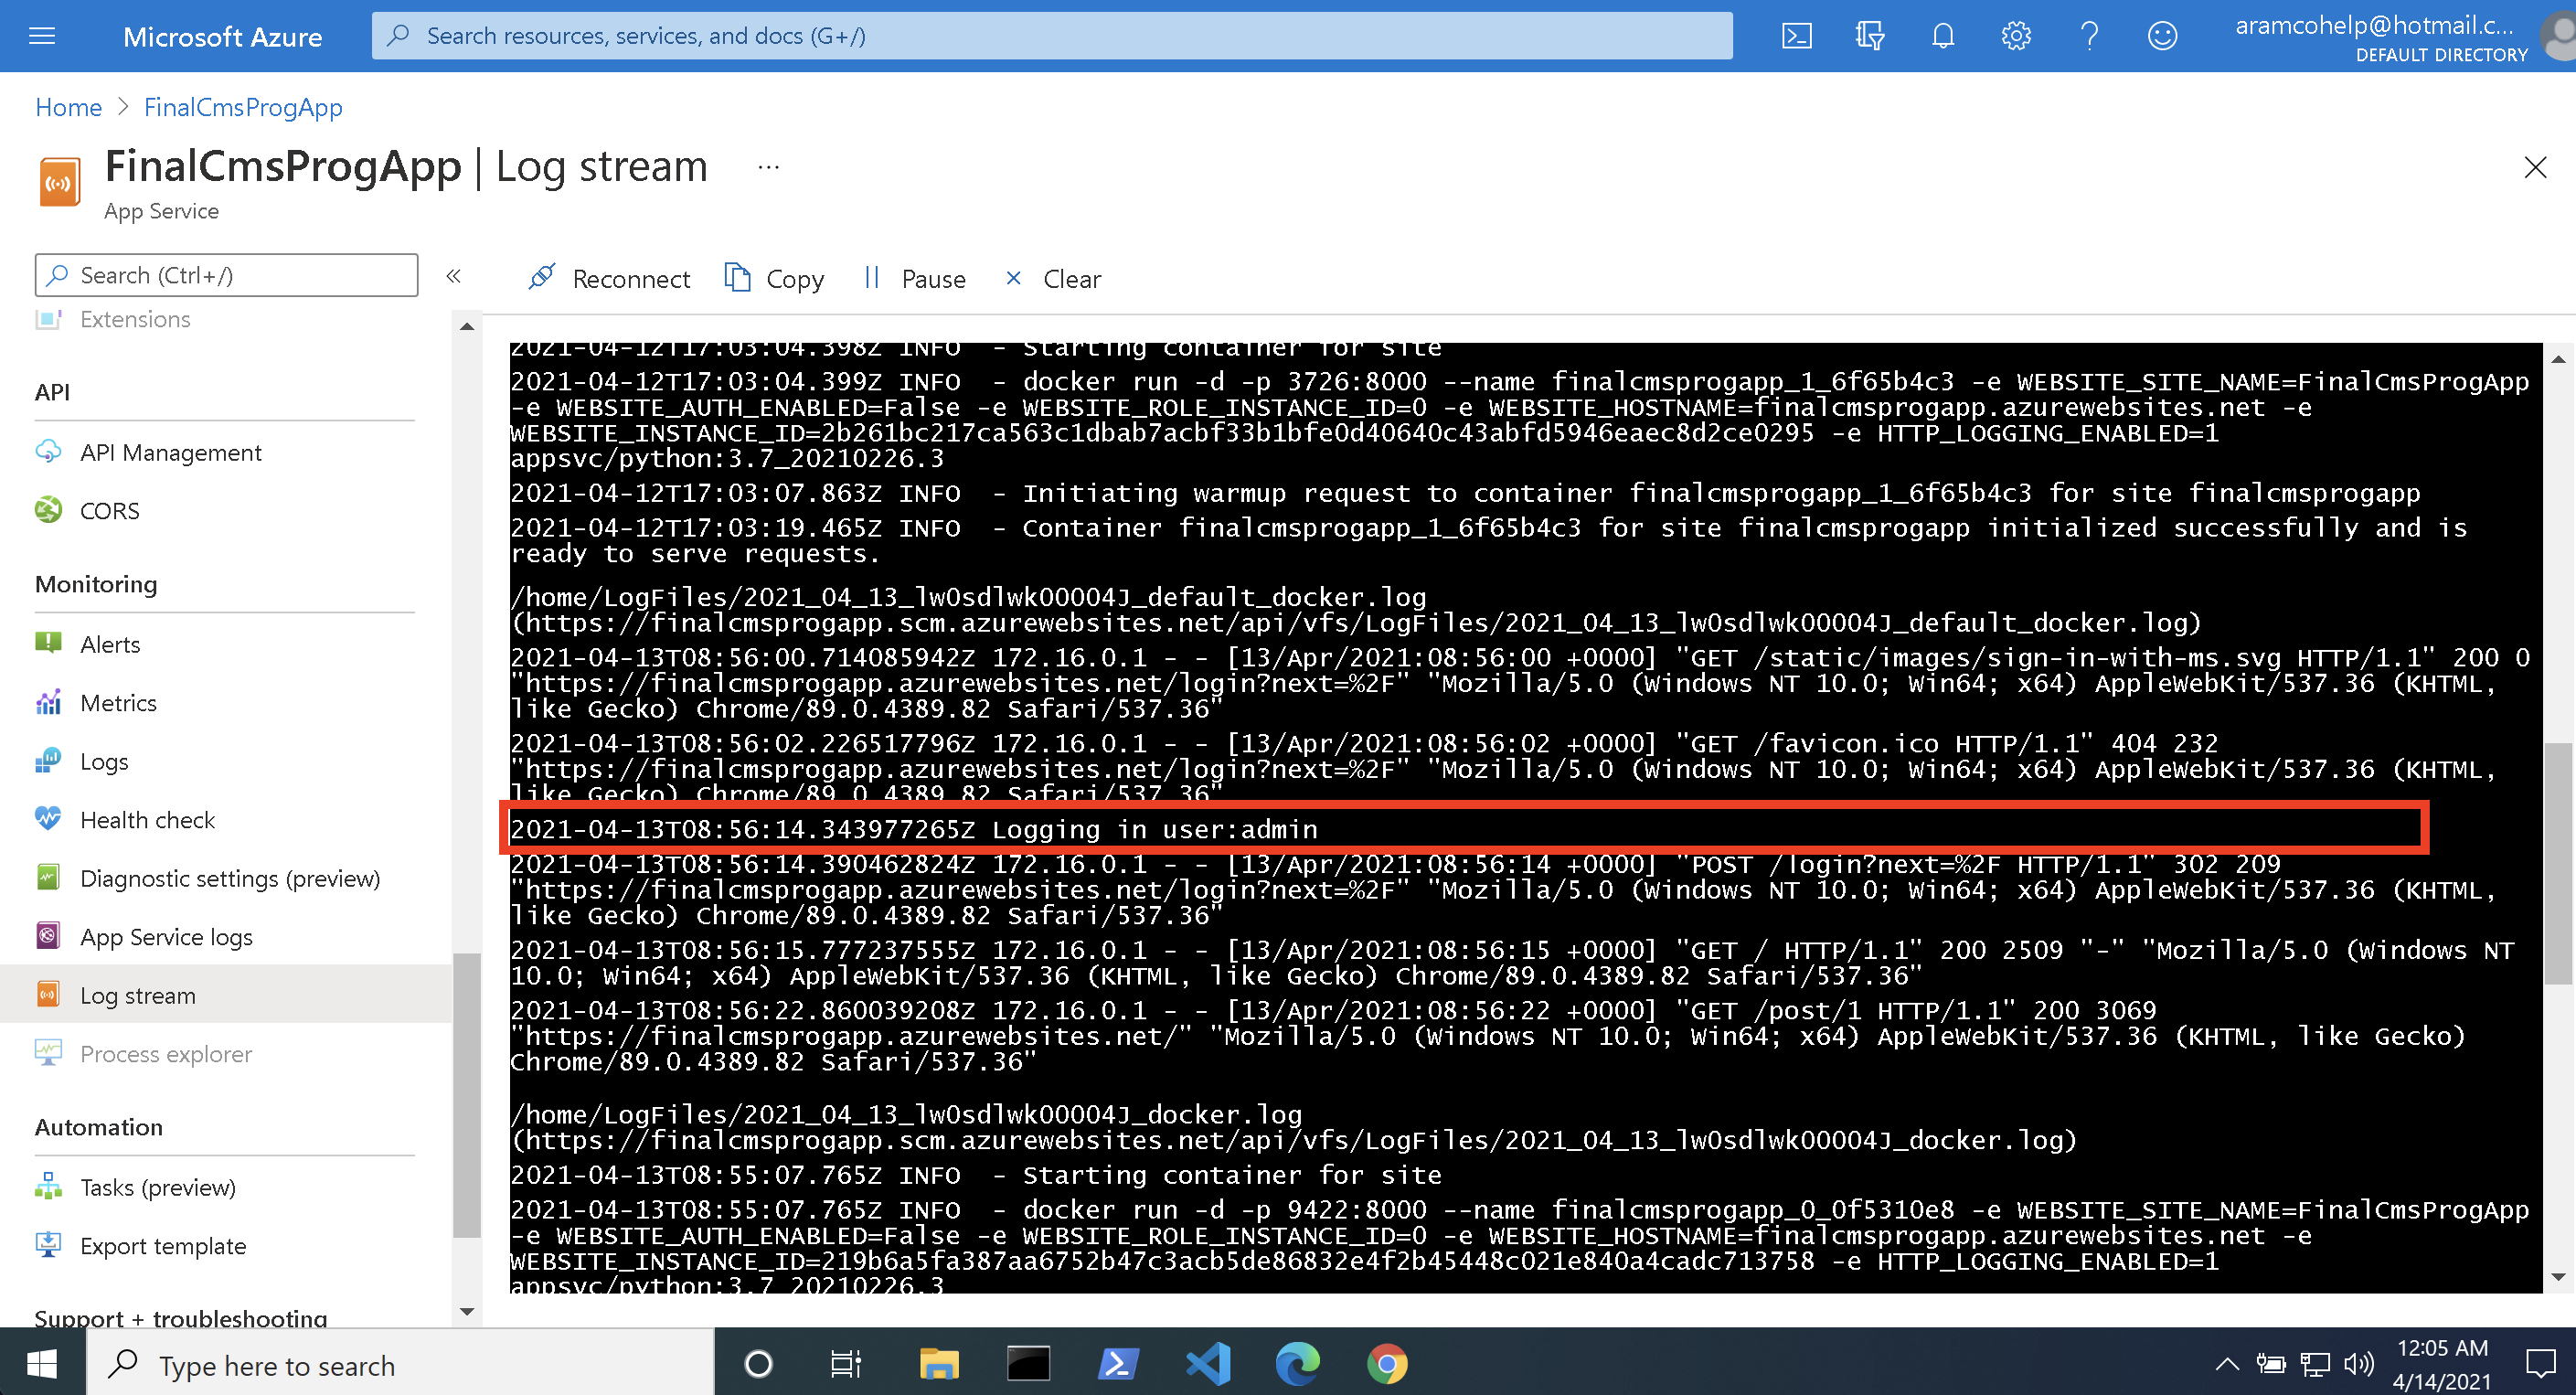 Microsoft Azure
Search resources, services, and docs (G+/)
aramcohelp@hotmail.c...
DEFAULT DIRECTORY
Home > FinalCmsProgApp
FinalCmsProgApp | Log stream ...
App Service
Search (Ctrl+/)
«
Reconnect Copy Pause Clear
Extensions
API
API Management
CORS
Monitoring
Alerts
Metrics
Logs
Health check
Diagnostic settings (preview)
App Service logs
Log stream
Process explorer
Automation
Tasks (preview)
Export template
Support + troubleshooting
2021-04-12T17:03:04.398Z INFO - Starting container for site
2021-04-12T17:03:04.399Z INFO - docker run -d -p 3726:8000 --name finalcmsprogapp_1_6f65b4c3 -e WEBSITE_SITE_NAME=FinalCmsProgApp
-e WEBSITE_AUTH_ENABLED=False -e WEBSITE_ROLE_INSTANCE_ID=0 -e WEBSITE_HOSTNAME=finalcmsprogapp.azurewebsites.net -e
WEBSITE_INSTANCE_ID=2b261bc217ca563c1dbab7acbf33b1bfe0d40640c43abfd5946eaec8d2ce0295 -e HTTP_LOGGING_ENABLED=1
appsvc/python:3.7_20210226.3
2021-04-12T17:03:07.863Z INFO - Initiating warmup request to container finalcmsprogapp_1_6f65b4c3 for site finalcmsprogapp
2021-04-12T17:03:19.465Z INFO - Container finalcmsprogapp_1_6f65b4c3 for site finalcmsprogapp initialized successfully and is
ready to serve requests.
/home/LogFiles/2021_04_13_lw0sdlwk00004J_default_docker.log
(https://finalcmsprogapp.scm.azurewebsites.net/api/vfs/LogFiles/2021_04_13_lw0sdlwk00004J_default_docker.log)
2021-04-13T08:56:00.714085942Z 172.16.0.1 - - [13/Apr/2021:08:56:00 +0000] "GET /static/images/sign-in-with-ms.svg HTTP/1.1" 200 0
"https://finalcmsprogapp.azurewebsites.net/login?next=%2F" "Mozilla/5.0 (Windows NT 10.0; Win64; x64) AppleWebKit/537.36 (KHTML,
like Gecko) Chrome/89.0.4389.82 Safari/537.36"
2021-04-13T08:56:02.226517796Z 172.16.0.1 - - [13/Apr/2021:08:56:02 +0000] "GET /favicon.ico HTTP/1.1" 404 232
"https://finalcmsprogapp.azurewebsites.net/login?next=%2F" "Mozilla/5.0 (Windows NT 10.0; Win64; x64) AppleWebKit/537.36 (KHTML,
like Gecko) Chrome/89.0.4389.82 Safari/537.36"
2021-04-13T08:56:14.343977265Z Logging in user:admin
2021-04-13T08:56:14.390462824Z 172.16.0.1 - - [13/Apr/2021:08:56:14 +0000] "POST /login?next=%2F HTTP/1.1" 302 209
"https://finalcmsprogapp.azurewebsites.net/login?next=%2F" "Mozilla/5.0 (Windows NT 10.0; Win64; x64) AppleWebKit/537.36 (KHTML,
like Gecko) Chrome/89.0.4389.82 Safari/537.36"
2021-04-13T08:56:15.777237555Z 172.16.0.1 - - [13/Apr/2021:08:56:15 +0000] "GET / HTTP/1.1" 200 2509 "-" "Mozilla/5.0 (Windows NT
10.0; Win64; x64) AppleWebKit/537.36 (KHTML, like Gecko) Chrome/89.0.4389.82 Safari/537.36"
2021-04-13T08:56:22.860039208Z 172.16.0.1 - - [13/Apr/2021:08:56:22 +0000] "GET /post/1 HTTP/1.1" 200 3069
"https://finalcmsprogapp.azurewebsites.net/" "Mozilla/5.0 (Windows NT 10.0; Win64; x64) AppleWebKit/537.36 (KHTML, like Gecko)
Chrome/89.0.4389.82 Safari/537.36"
/home/LogFiles/2021_04_13_lw0sdlwk00004J_docker.log
(https://finalcmsprogapp.scm.azurewebsites.net/api/vfs/LogFiles/2021_04_13_lw0sdlwk00004J_docker.log)
2021-04-13T08:55:07.765Z INFO - Starting container for site
2021-04-13T08:55:07.765Z INFO - docker run -d -p 9422:8000 --name finalcmsprogapp_0_0f5310e8 -e WEBSITE_SITE_NAME=FinalCmsProgApp
-e WEBSITE_AUTH_ENABLED=False -e WEBSITE_ROLE_INSTANCE_ID=0 -e WEBSITE_HOSTNAME=finalcmsprogapp.azurewebsites.net -e
WEBSITE_INSTANCE_ID=219b6a5fa387aa6752b47c3acb5de86832e4f2b45448c021e840a4cadc713758 -e HTTP_LOGGING_ENABLED=1
appsvc/python:3.7_20210226.3
Type here to search
12:05 AM
4/14/2021